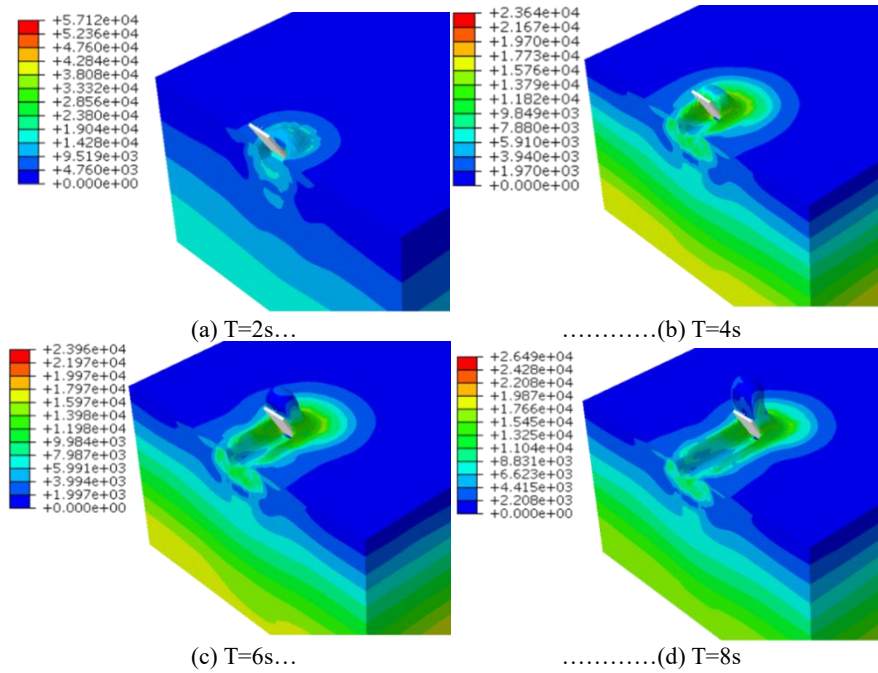 +5.712e+04
+5.236e+04
+4.760e+04
+4.284e+04
+3.808e+04
+3.332e+04
+2.856e+04
+2.380e+04
+1.904e+04
+1.428e+04
+9.519e+03
+4.760e+03
+0.000e+00
+2.364e+04
+2.167e+04
+1.970e+04
+1.773e+04
+1.576e+04
+1.379e+04
+1.182e+04
+9.849e+03
+7.880e+03
+5.910e+03
+3.940e+03
+1.970e+03
+0.000e+00
(a) T=2s…
…………(b) T=4s
+2.396e+04
+2.197e+04
+1.997e+04
+1.797e+04
+1.597e+04
+1.398e+04
+1.198e+04
+9.984e+03
+7.987e+03
+5.991e+03
+3.994e+03
+1.997e+03
+0.000e+00
+2.649e+04
+2.428e+04
+2.208e+04
+1.987e+04
+1.766e+04
+1.545e+04
+1.325e+04
+1.104e+04
+8.831e+03
+6.623e+03
+4.415e+03
+2.208e+03
+0.000e+00
(c) T=6s…
…………(d) T=8s